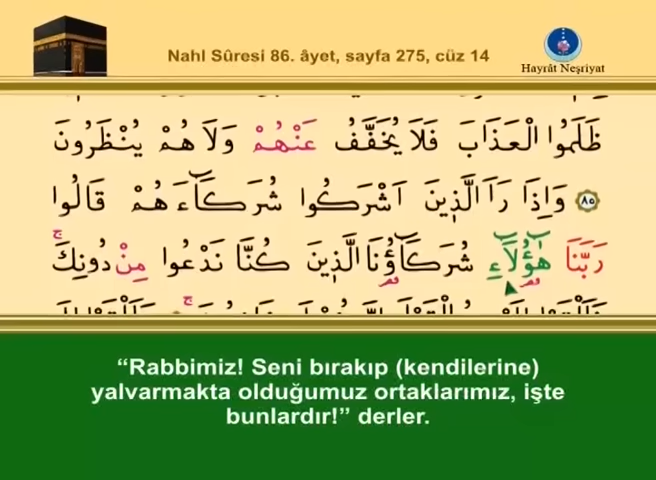 Nahl Sûresi 86. âyet, sayfa 275, cüz 14
Hayrât Neşriyat
ظَلَمُوا الْعَذَابَ فَلَا يُخَفَّفُ عَنْهُمْ وَلَا هُمْ يُنْظَرُونَ
﴿٨٥﴾ وَاِذَا رَاَ الَّذ۪ينَ اَشْرَكُوا شُرَكَٓاءَهُمْ قَالُوا
رَبَّنَا هٰٓؤُ۬لَٓاءِ شُرَكَٓاؤُ۬نَا الَّذ۪ينَ كُنَّا نَدْعُوا مِنْ دُونِكَۚ
“Rabbimiz! Seni bırakıp (kendilerine)
yalvarmakta olduğumuz ortaklarımız, işte
bunlardır!” derler.